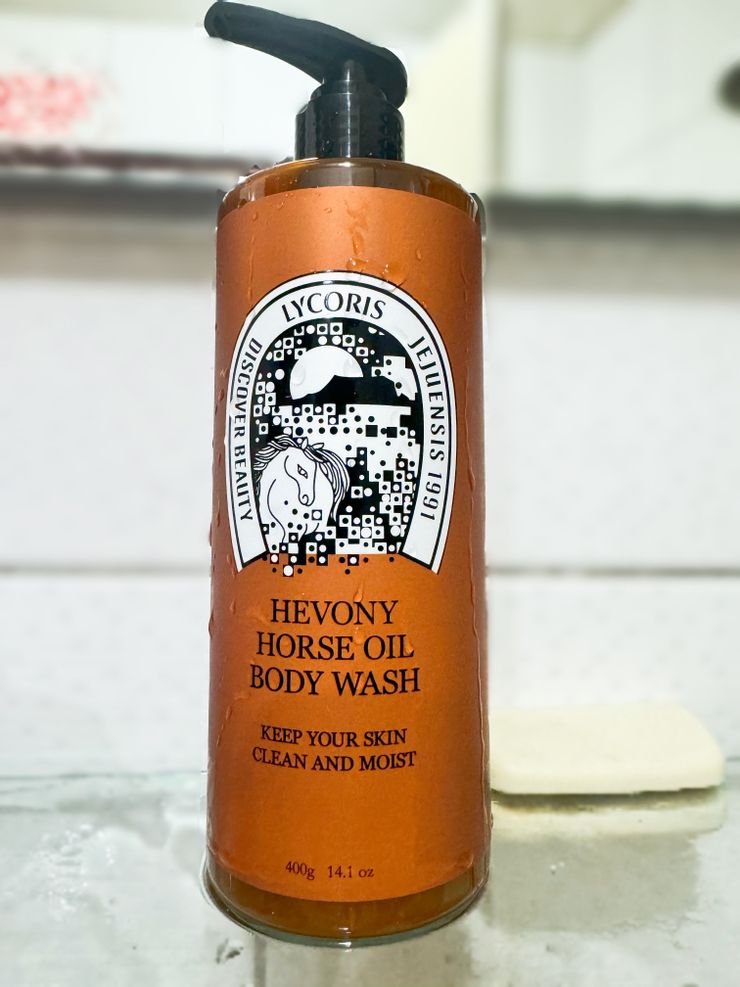 DISCOVER BEAUTY
LYCORIS
JEJUENSIS 1991
HEVONY
HORSE OIL
BODY WASH
KEEP YOUR SKIN
CLEAN AND MOIST
400g 14.1 oz